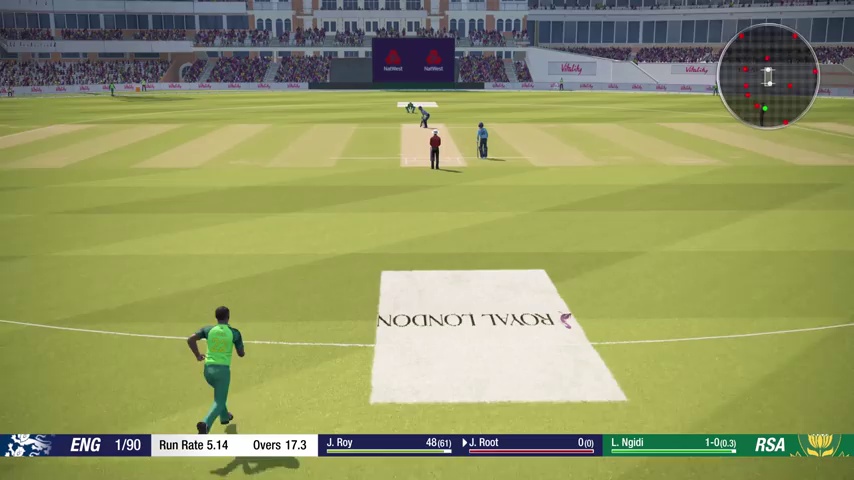 NatWest NatWest
Vitality Vitality
ROYAL LONDON
ENG 1/90 Run Rate 5.14 Overs 17.3 J. Roy 48(61) J. Root 0(0) L. Ngidi 1-0(0.3) RSA